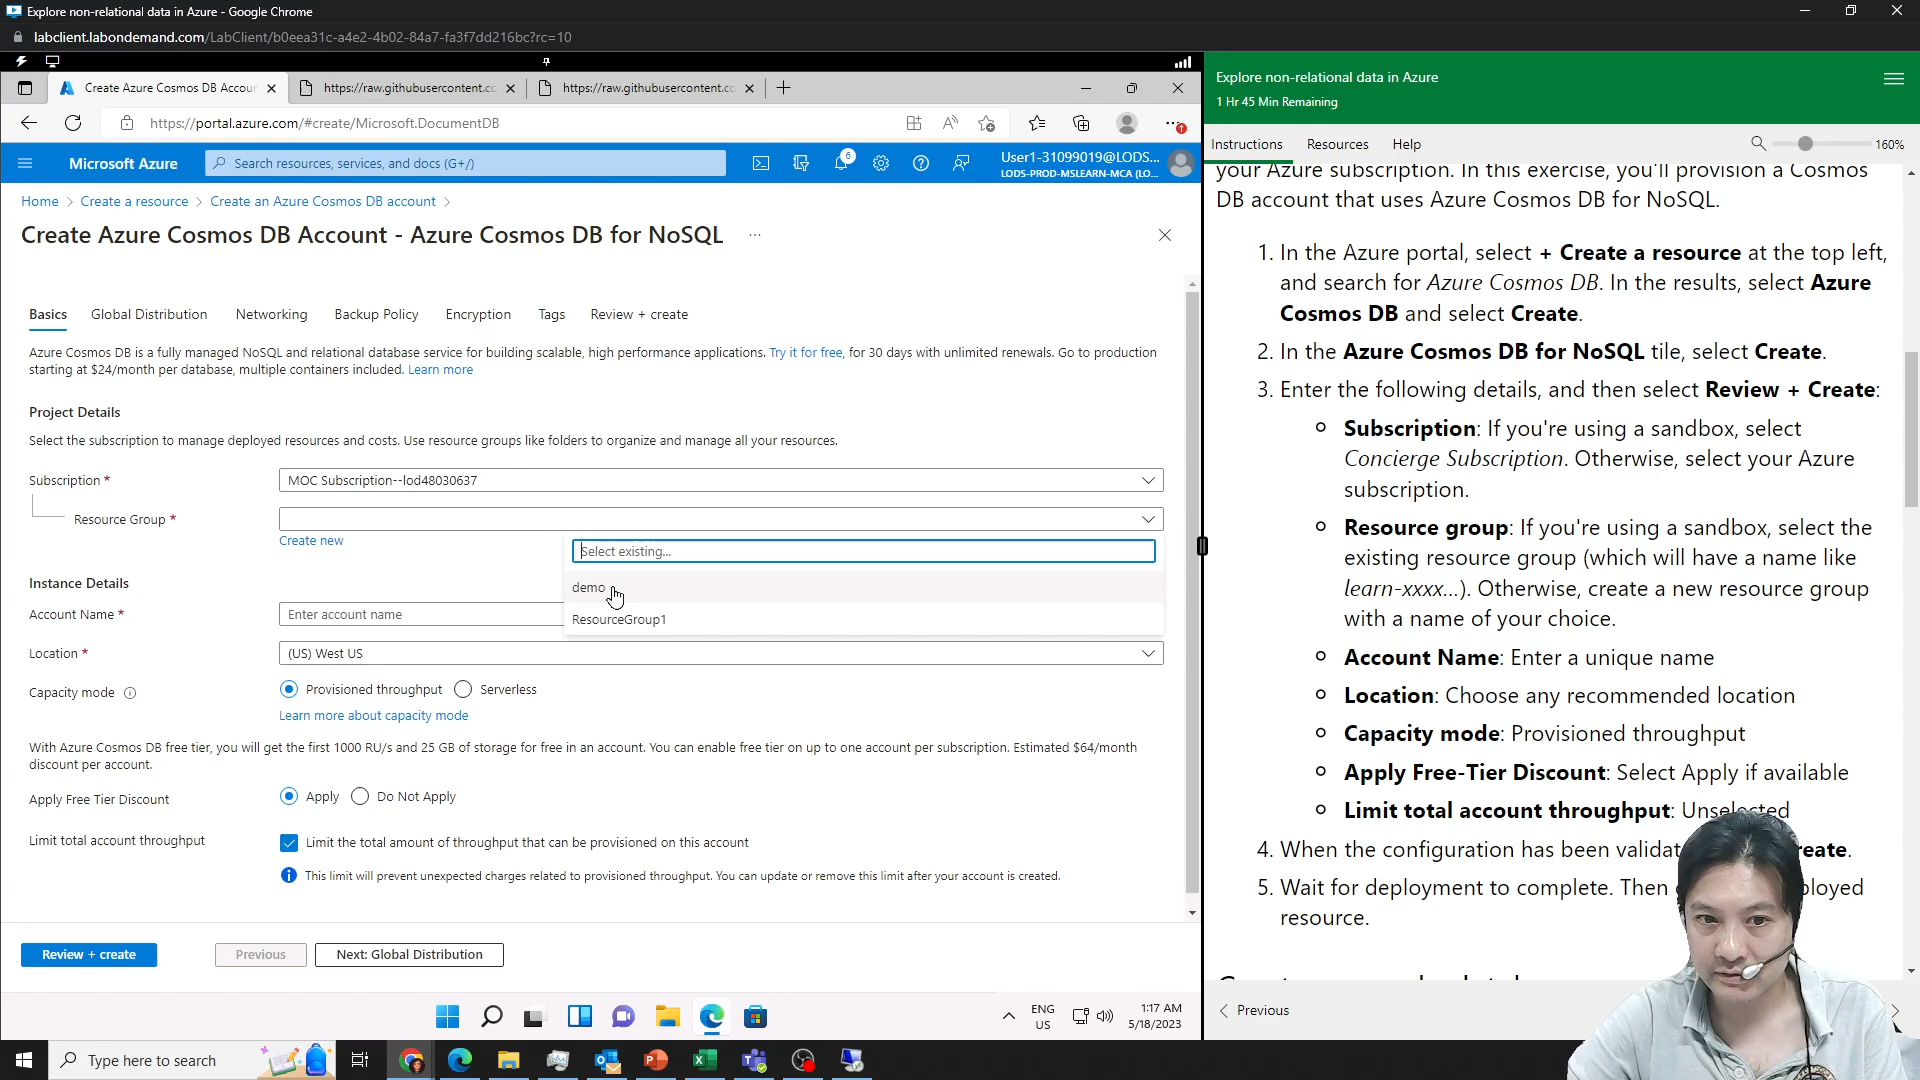 Explore non-relational data in Azure - Google Chrome
labclient.labondemand.com/LabClient/b0eea31c-a4e2-4b02-84a7-fa3f7dd216bc?rc=10
Create Azure Cosmos DB Accour
https://raw.githubusercontent.cc
https://raw.githubusercontent.cc
https://portal.azure.com/#create/Microsoft.DocumentDB
Microsoft Azure
Search resources, services, and docs (G+/)
6
User1-31099019@LODS...
LODS-PROD-MSLEARN-MCA (LO...
Home > Create a resource > Create an Azure Cosmos DB account >
Create Azure Cosmos DB Account - Azure Cosmos DB for NoSQL ...
Basics Global Distribution Networking Backup Policy Encryption Tags Review + create
Azure Cosmos DB is a fully managed NoSQL and relational database service for building scalable, high performance applications. Try it for free, for 30 days with unlimited renewals. Go to production
starting at $24/month per database, multiple containers included. Learn more
Project Details
Select the subscription to manage deployed resources and costs. Use resource groups like folders to organize and manage all your resources.
Subscription *
MOC Subscription--lod48030637
Resource Group *
Create new
Select existing...
demo
ResourceGroup1
Instance Details
Account Name *
Enter account name
Location *
(US) West US
Capacity mode
Provisioned throughput
Serverless
Learn more about capacity mode
With Azure Cosmos DB free tier, you will get the first 1000 RU/s and 25 GB of storage for free in an account. You can enable free tier on up to one account per subscription. Estimated $64/month
discount per account.
Apply Free Tier Discount
Apply
Do Not Apply
Limit total account throughput
Limit the total amount of throughput that can be provisioned on this account
This limit will prevent unexpected charges related to provisioned throughput. You can update or remove this limit after your account is created.
Review + create
Previous
Next: Global Distribution
ENG
US
1:17 AM
5/18/2023
Type here to search
Explore non-relational data in Azure
1 Hr 45 Min Remaining
Instructions Resources Help
160%
your Azure subscription. In this exercise, you'll provision a Cosmos
DB account that uses Azure Cosmos DB for NoSQL.
1. In the Azure portal, select + Create a resource at the top left,
and search for Azure Cosmos DB. In the results, select Azure
Cosmos DB and select Create.
2. In the Azure Cosmos DB for NoSQL tile, select Create.
3. Enter the following details, and then select Review + Create:
Subscription: If you're using a sandbox, select
Concierge Subscription. Otherwise, select your Azure
subscription.
Resource group: If you're using a sandbox, select the
existing resource group (which will have a name like
learn-xxxx...). Otherwise, create a new resource group
with a name of your choice.
Account Name: Enter a unique name
Location: Choose any recommended location
Capacity mode: Provisioned throughput
Apply Free-Tier Discount: Select Apply if available
Limit total account throughput: Unselected
4. When the configuration has been validat reate.
5. Wait for deployment to complete. Then ployed
resource.
Previous